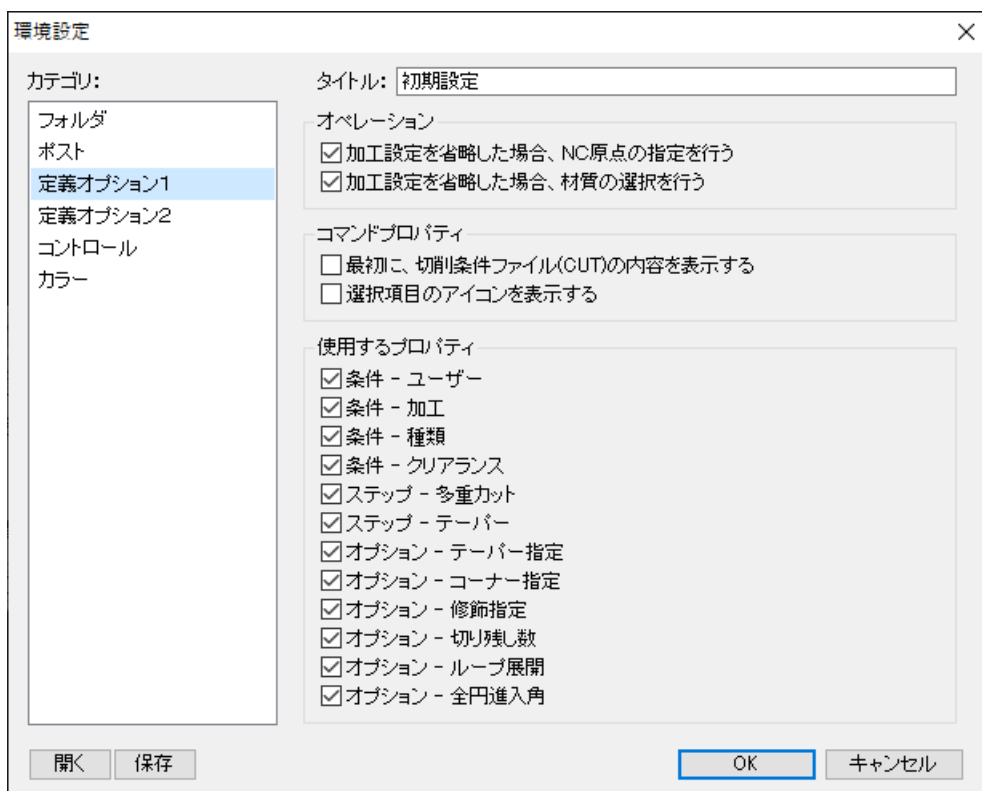 環境設定
カテゴリ:
フォルダ
ポスト
定義オプション1
定義オプション2
コントロール
カラー
タイトル: 初期設定
オペレーション
加工設定を省略した場合、NC原点の指定を行う
加工設定を省略した場合、材質の選択を行う
コマンドプロパティ
最初に、切削条件ファイル(CUT)の内容を表示する
選択項目のアイコンを表示する
使用するプロパティ
条件 - ユーザー
条件 - 加工
条件 - 種類
条件 - クリアランス
ステップ - 多重カット
ステップ - テーパー
オプション - テーパー指定
オプション - コーナー指定
オプション - 修飾指定
オプション - 切り残し数
オプション - ループ展開
オプション - 全円進入角
開く 保存 OK キャンセル